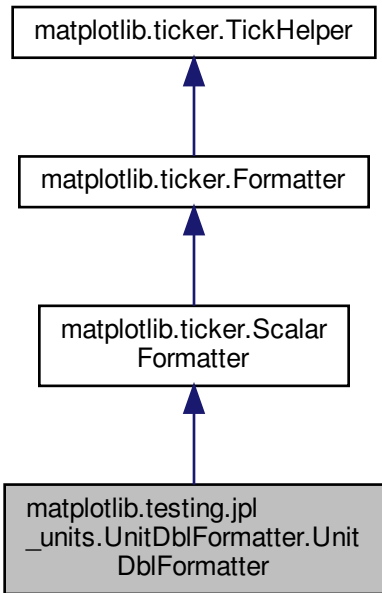 matplotlib.ticker.TickHelper
matplotlib.ticker.Formatter
matplotlib.ticker.Scalar
Formatter
matplotlib.testing.jpl
_units.UnitDblFormatter.Unit
DblFormatter